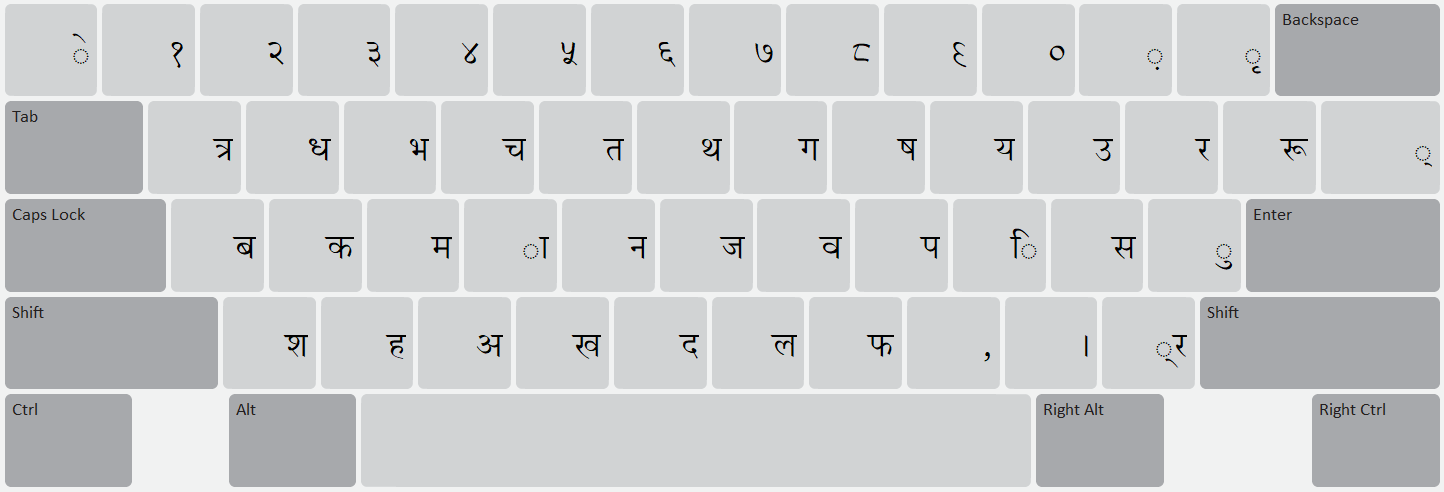 े १ २ ३ ४ ५ ६ ७ ८ ९ ० ़ ृ Backspace
Tab त्र ध भ च त थ ग ष य उ र रू ्
Caps Lock ब क म ा न ज व प ि स ु Enter
Shift श ह अ ख द ल फ , । ्र Shift
Ctrl Alt Right Alt Right Ctrl